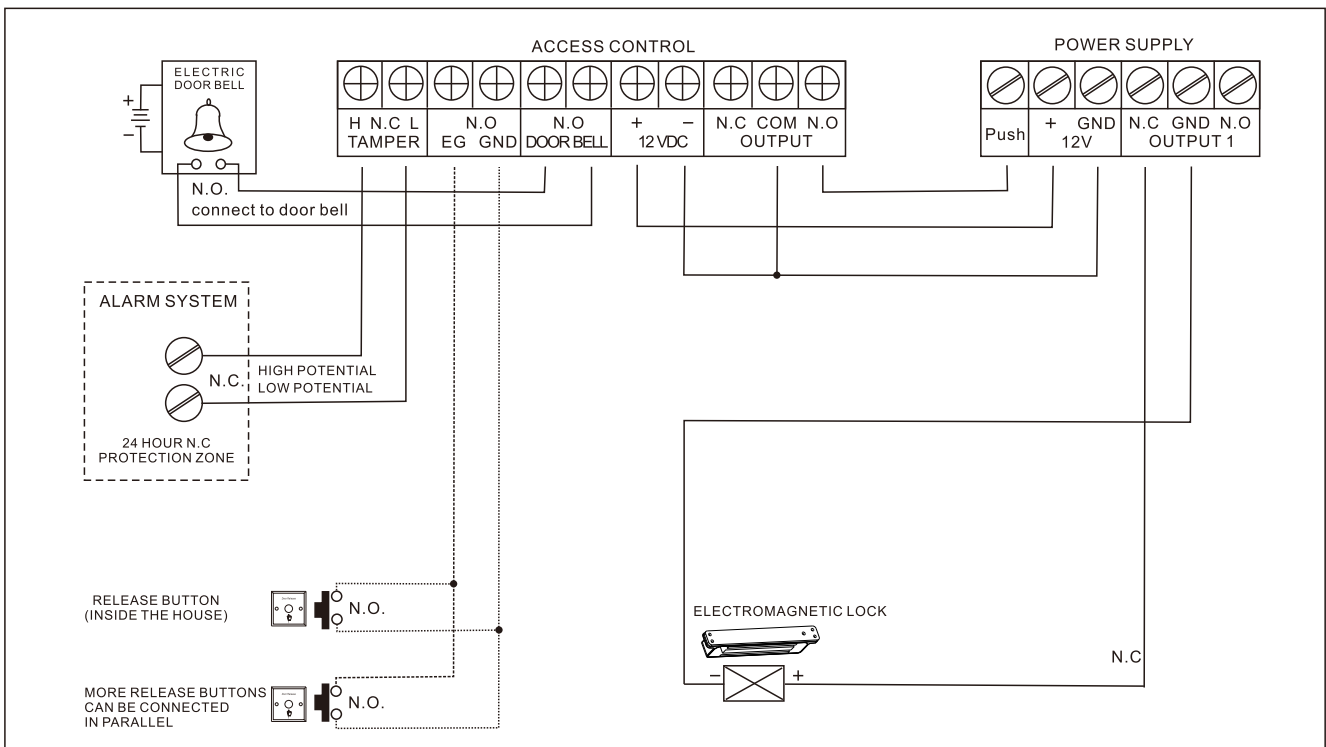 ACCESS CONTROL
POWER SUPPLY
ELECTRIC
DOOR BELL
+
−
H N.C L
TAMPER
N.O
EG GND
N.O
DOOR BELL
+ −
12 VDC
N.C COM N.O
OUTPUT
Push
+ GND
12V
N.C GND N.O
OUTPUT 1
N.O.
connect to door bell
ALARM SYSTEM
N.C.
HIGH POTENTIAL
LOW POTENTIAL
24 HOUR N.C
PROTECTION ZONE
RELEASE BUTTON
(INSIDE THE HOUSE)
N.O.
MORE RELEASE BUTTONS
CAN BE CONNECTED
IN PARALLEL
N.O.
ELECTROMAGNETIC LOCK
− +
N.C